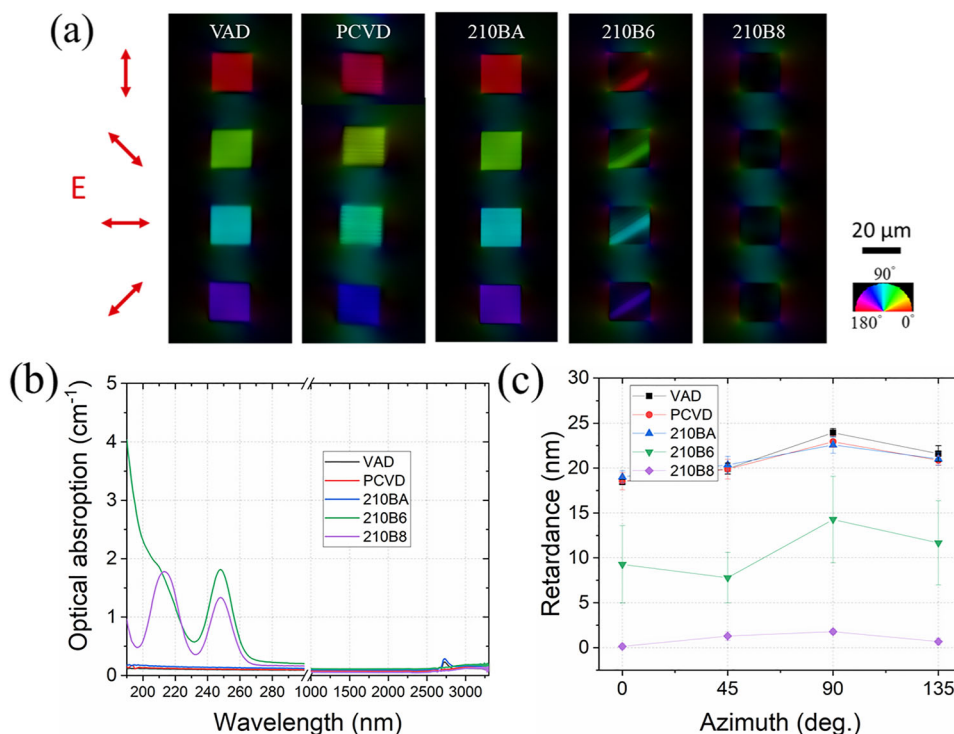 (a)
VAD PCVD 210BA 210B6 210B8
E
20 μm
90°
180° 0°
(b)
Optical absroption (cm⁻¹)
5
4
3
2
1
0
VAD
PCVD
210BA
210B6
210B8
200 220 240 260 1000 1500 2000 2500 3000
Wavelength (nm)
(c)
Retardance (nm)
30
25
20
15
10
5
0
VAD
PCVD
210BA
210B6
210B8
0 45 90 135
Azimuth (deg.)